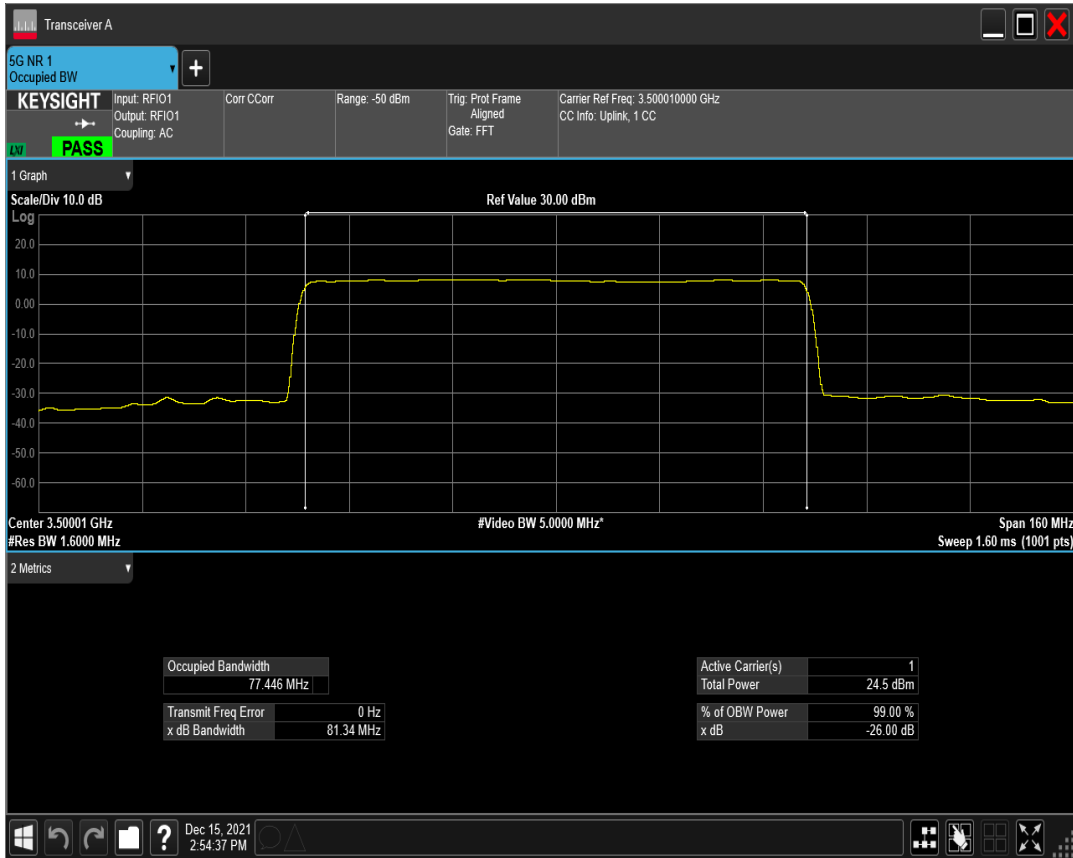 Transceiver A
5G NR 1
Occupied BW
KEYSIGHT
LXI
PASS
Input: RFIO1
Output: RFIO1
Coupling: AC
Corr CCorr
Range: -50 dBm
Trig: Prot Frame
Aligned
Gate: FFT
Carrier Ref Freq: 3.500010000 GHz
CC Info: Uplink, 1 CC
1 Graph
Scale/Div 10.0 dB
Ref Value 30.00 dBm
Log
20.0
10.0
0.00
-10.0
-20.0
-30.0
-40.0
-50.0
-60.0
Center 3.50001 GHz
#Video BW 5.0000 MHz*
Span 160 MHz
#Res BW 1.6000 MHz
Sweep 1.60 ms (1001 pts)
2 Metrics
Occupied Bandwidth
77.446 MHz
Transmit Freq Error 0 Hz
x dB Bandwidth 81.34 MHz
Active Carrier(s) 1
Total Power 24.5 dBm
% of OBW Power 99.00 %
x dB -26.00 dB
?
Dec 15, 2021
2:54:37 PM